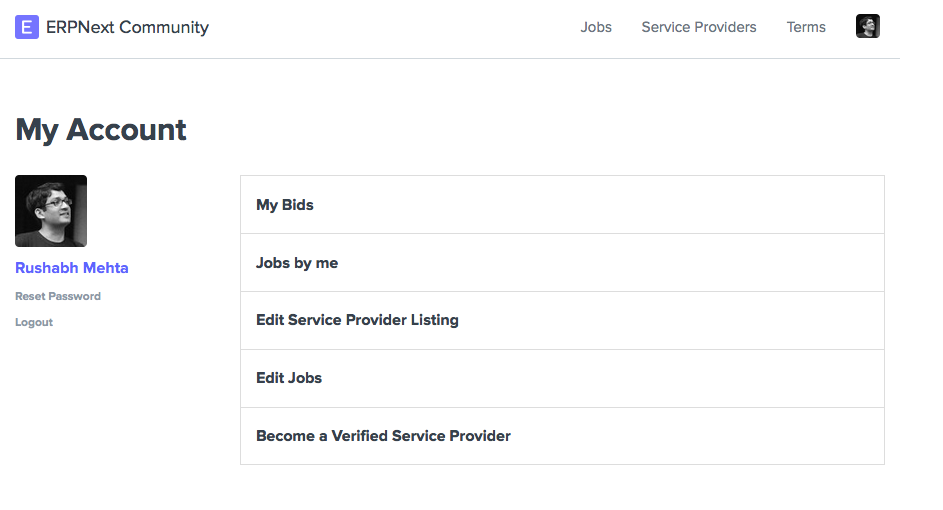 E ERPNext Community
Jobs Service Providers Terms
My Account
Rushabh Mehta
Reset Password
Logout
My Bids
Jobs by me
Edit Service Provider Listing
Edit Jobs
Become a Verified Service Provider